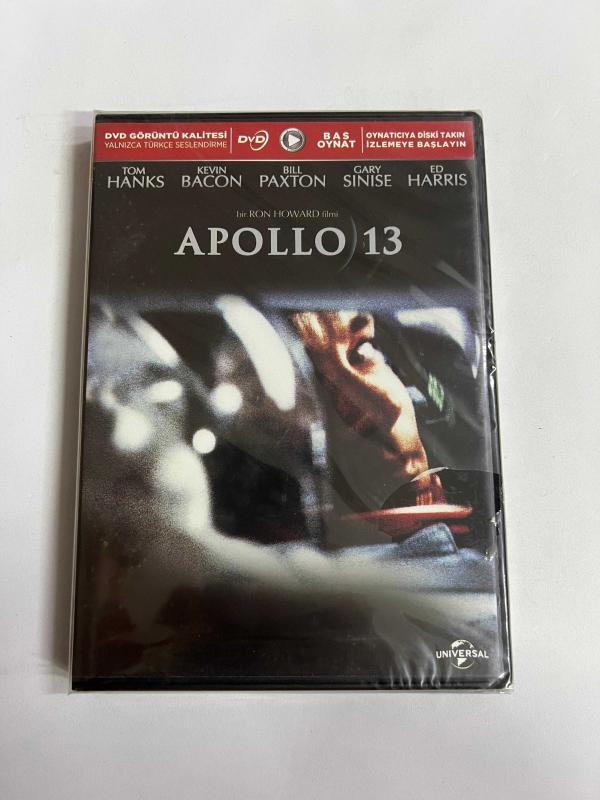 DVD GÖRÜNTÜ KALİTESİ
YALNIZCA TÜRKÇE SESLENDİRME
DVD
BAS
OYNAT
OYNATICIYA DİSKİ TAKIN
İZLEMEYE BAŞLAYIN
TOM HANKS
KEVIN BACON
BILL PAXTON
GARY SINISE
ED HARRIS
bir RON HOWARD filmi
APOLLO 13
UNIVERSAL